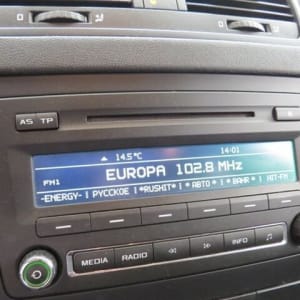 AS TP
14.5°C 14:01
EUROPA 102.8 MHz
FM1
-ENERGY- | РУССКОЕ | *RUSHIT* | * АВТО * | * ВАНЯ * | HIT-FM
MEDIA RADIO << >> INFO